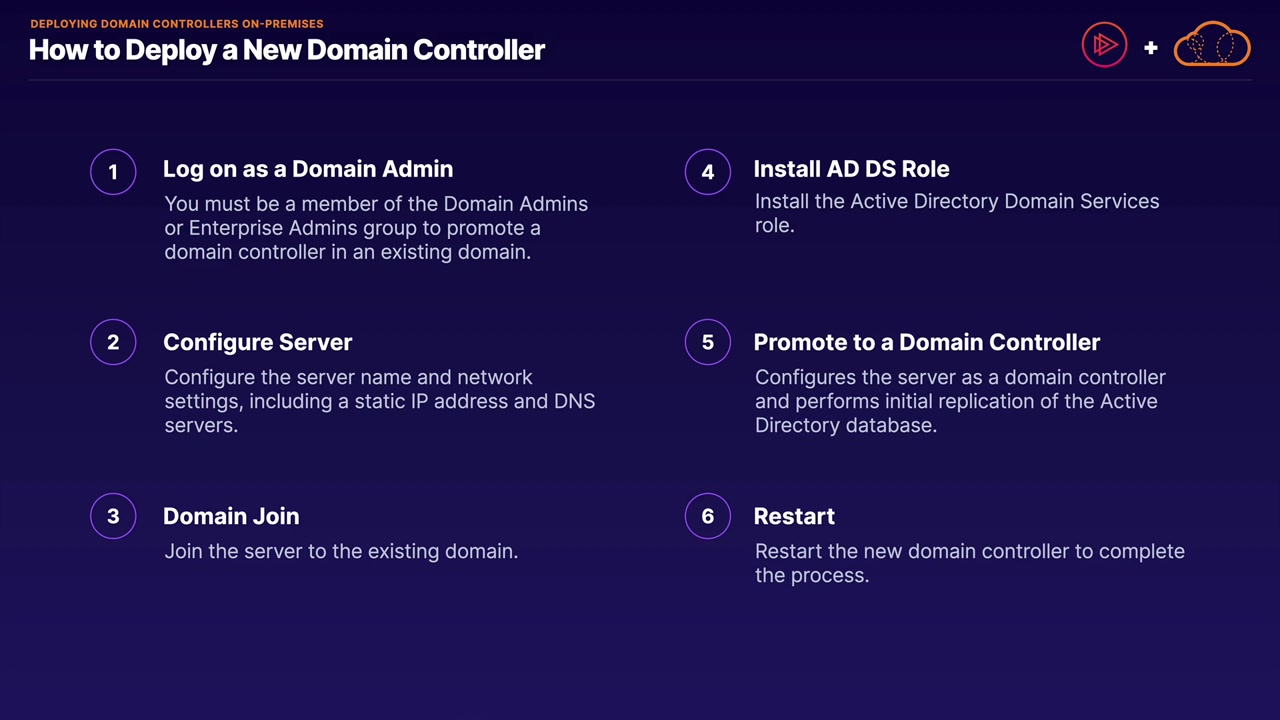 DEPLOYING DOMAIN CONTROLLERS ON-PREMISES
How to Deploy a New Domain Controller
+
1
Log on as a Domain Admin
You must be a member of the Domain Admins
or Enterprise Admins group to promote a
domain controller in an existing domain.
2
Configure Server
Configure the server name and network
settings, including a static IP address and DNS
servers.
3
Domain Join
Join the server to the existing domain.
4
Install AD DS Role
Install the Active Directory Domain Services
role.
5
Promote to a Domain Controller
Configures the server as a domain controller
and performs initial replication of the Active
Directory database.
6
Restart
Restart the new domain controller to complete
the process.